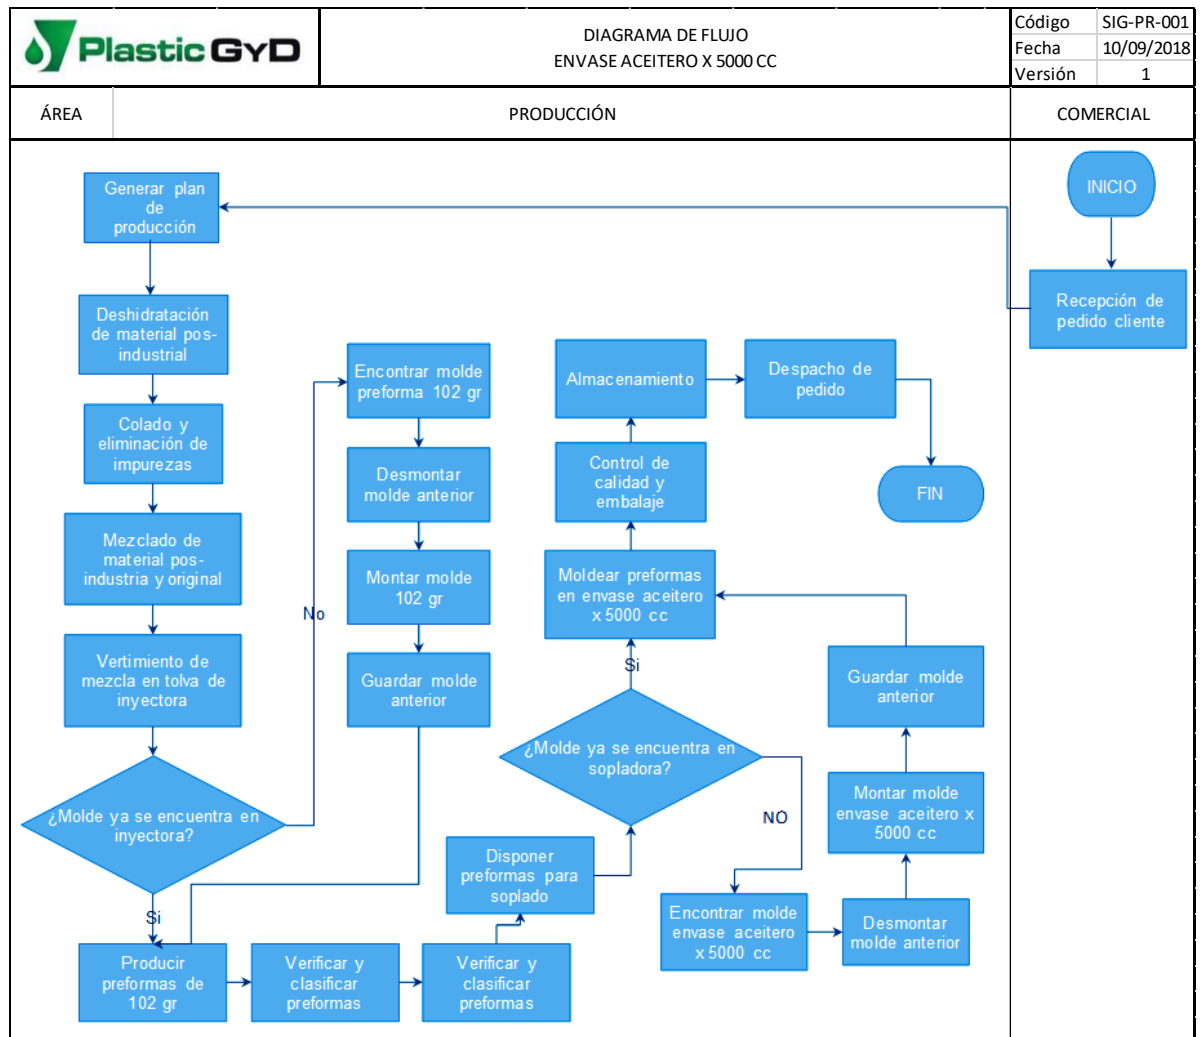 Plastic GYD
DIAGRAMA DE FLUJO
ENVASE ACEITERO X 5000 CC
Código SIG-PR-001
Fecha 10/09/2018
Versión 1
ÁREA
PRODUCCIÓN
COMERCIAL
INICIO
Recepción de
pedido cliente
Generar plan
de
producción
Deshidratación
de material pos-
industrial
Colado y
eliminación de
impurezas
Mezclado de
material pos-
industria y original
Vertimiento de
mezcla en tolva de
inyectora
¿Molde ya se encuentra en
inyectora?
No
Si
Encontrar molde
preforma 102 gr
Desmontar
molde anterior
Montar molde
102 gr
Guardar molde
anterior
Producir
preformas de
102 gr
Verificar y
clasificar
preformas
Verificar y
clasificar
preformas
Disponer
preformas para
soplado
¿Molde ya se encuentra en
sopladora?
NO
Si
Encontrar molde
envase aceitero
x 5000 cc
Desmontar
molde anterior
Montar molde
envase aceitero x
5000 cc
Guardar molde
anterior
Moldear preformas
en envase aceitero
x 5000 cc
Control de
calidad y
embalaje
Almacenamiento
Despacho de
pedido
FIN